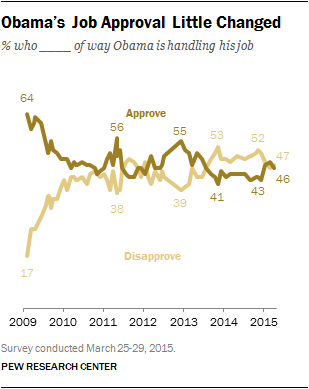 Obama's Job Approval Little Changed
% who ____ of way Obama is handling his job
64
Approve
56
55
53
52
47
46
38
39
41
43
Disapprove
17
2009 2010 2011 2012 2013 2014 2015
Survey conducted March 25-29, 2015.
PEW RESEARCH CENTER